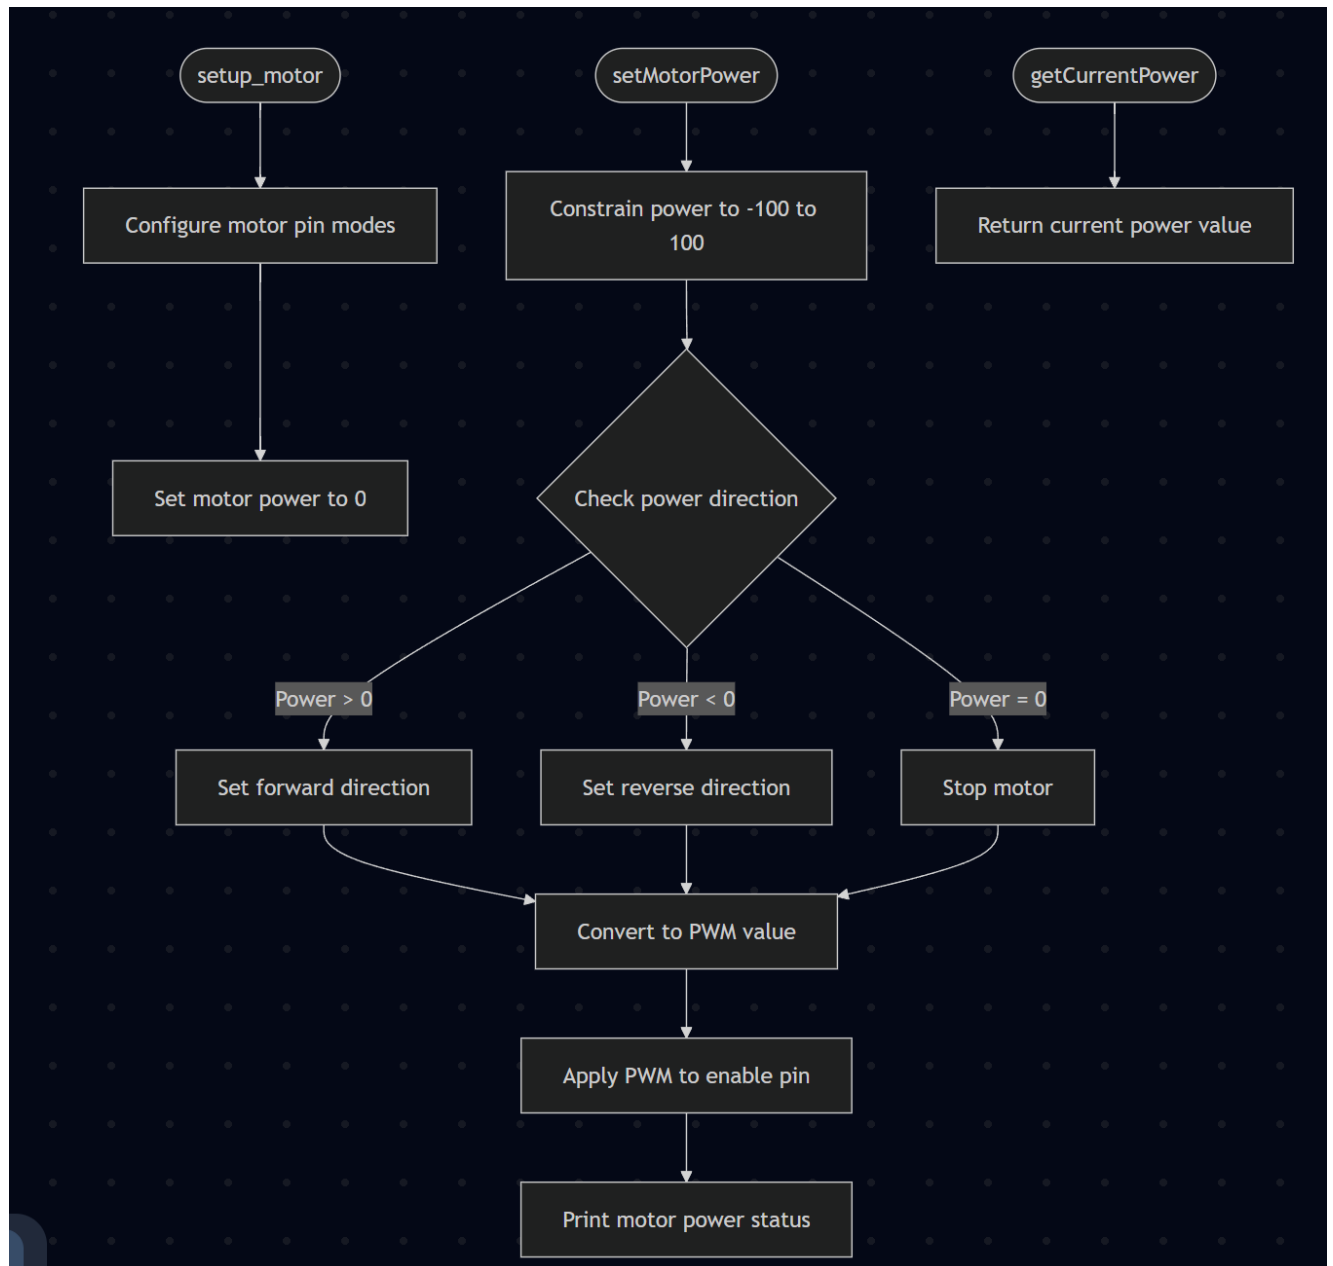 setup_motor
setMotorPower
getCurrentPower
Configure motor pin modes
Constrain power to -100 to
100
Return current power value
Set motor power to 0
Check power direction
Power > 0
Power < 0
Power = 0
Set forward direction
Set reverse direction
Stop motor
Convert to PWM value
Apply PWM to enable pin
Print motor power status